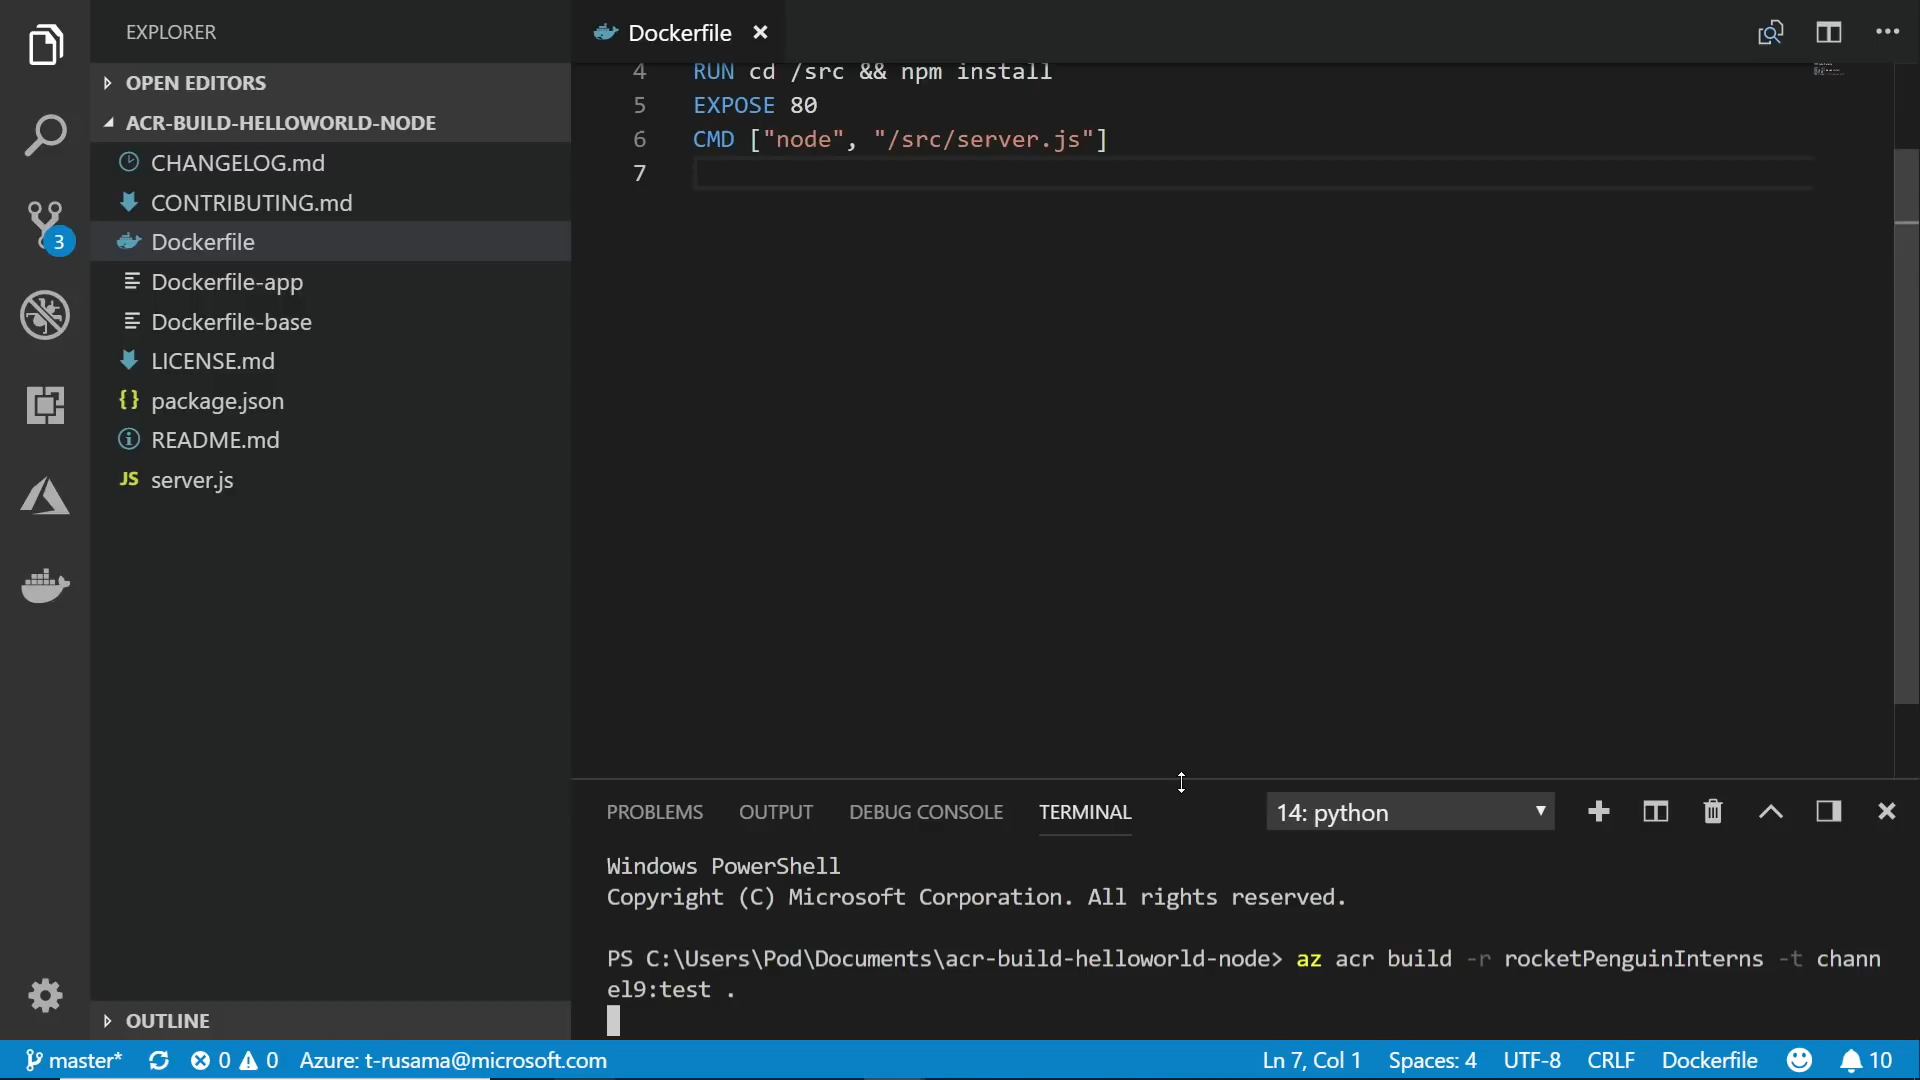 EXPLORER
OPEN EDITORS
ACR-BUILD-HELLOWORLD-NODE
CHANGELOG.md
CONTRIBUTING.md
Dockerfile
Dockerfile-app
Dockerfile-base
LICENSE.md
{} package.json
README.md
JS server.js
OUTLINE
3
Dockerfile
4 RUN cd /src && npm install
5 EXPOSE 80
6 CMD ["node", "/src/server.js"]
7
PROBLEMS OUTPUT DEBUG CONSOLE TERMINAL 14: python
Windows PowerShell
Copyright (C) Microsoft Corporation. All rights reserved.
PS C:\Users\Pod\Documents\acr-build-helloworld-node> az acr build -r rocketPenguinInterns -t chann
el9:test .
master* 0 0 Azure: t-rusama@microsoft.com Ln 7, Col 1 Spaces: 4 UTF-8 CRLF Dockerfile 10